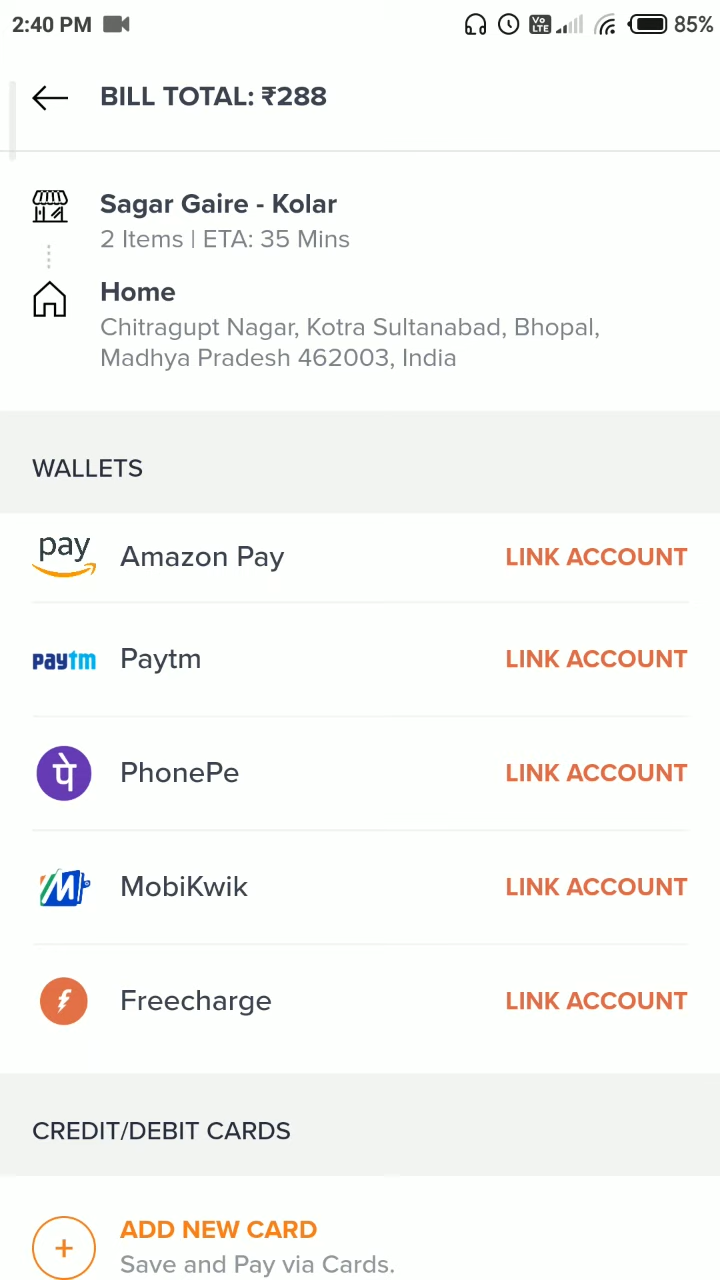 2:40 PM
Vo LTE
85%
BILL TOTAL: ₹288
Sagar Gaire - Kolar
2 Items | ETA: 35 Mins
Home
Chitragupt Nagar, Kotra Sultanabad, Bhopal,
Madhya Pradesh 462003, India
WALLETS
pay Amazon Pay LINK ACCOUNT
paytm Paytm LINK ACCOUNT
पे PhonePe LINK ACCOUNT
M MobiKwik LINK ACCOUNT
Freecharge LINK ACCOUNT
CREDIT/DEBIT CARDS
+ ADD NEW CARD
Save and Pay via Cards.